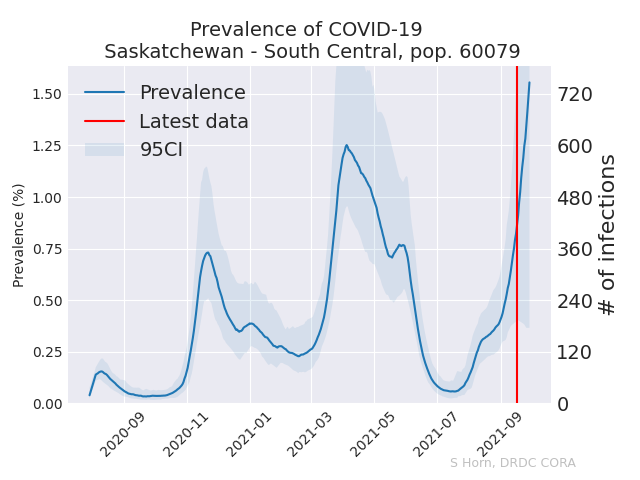 Prevalence of COVID-19
Saskatchewan - South Central, pop. 60079
Prevalence
Latest data
95CI
Prevalence (%)
1.50
1.25
1.00
0.75
0.50
0.25
0.00
720
600
480
360
240
120
0
# of infections
2020-09
2020-11
2021-01
2021-03
2021-05
2021-07
2021-09
S Horn, DRDC CORA